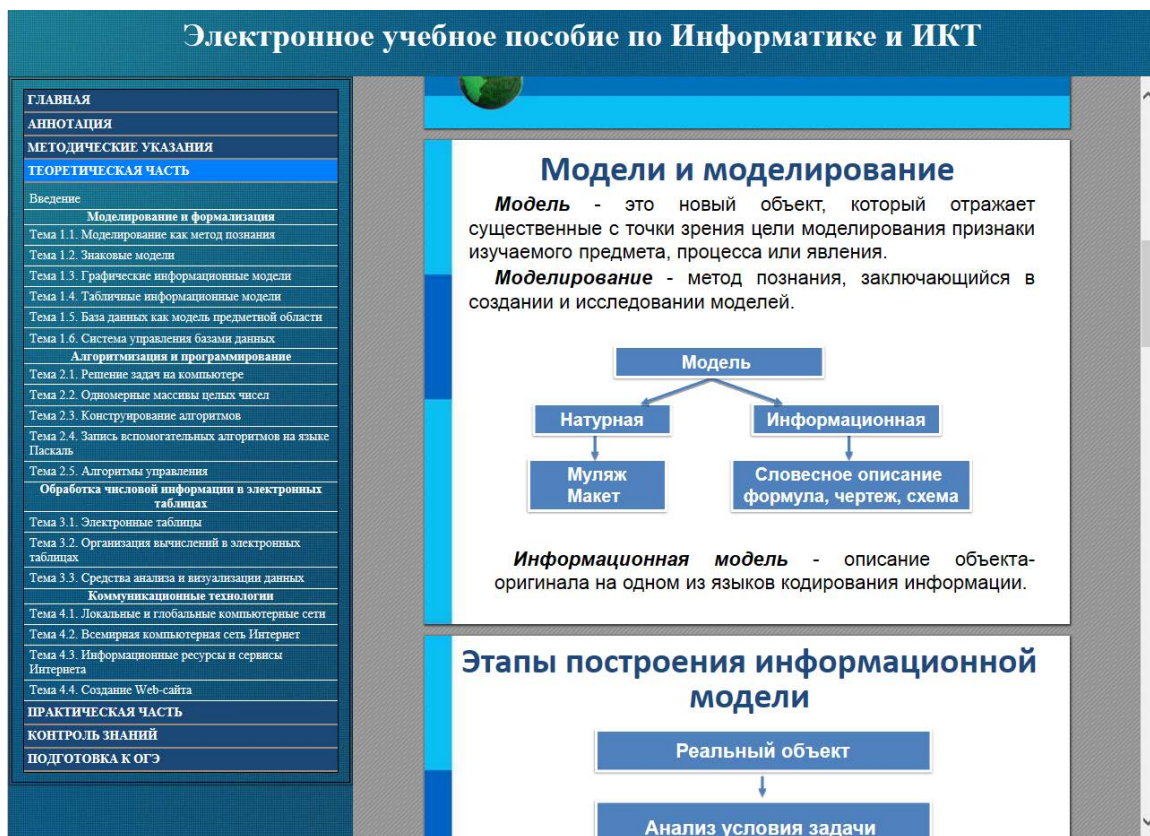 Электронное учебное пособие по Информатике и ИКТ
ГЛАВНАЯ
АННОТАЦИЯ
МЕТОДИЧЕСКИЕ УКАЗАНИЯ
ТЕОРЕТИЧЕСКАЯ ЧАСТЬ
Введение
Моделирование и формализация
Тема 1.1. Моделирование как метод познания
Тема 1.2. Знаковые модели
Тема 1.3. Графические информационные модели
Тема 1.4. Табличные информационные модели
Тема 1.5. База данных как модель предметной области
Тема 1.6. Система управления базами данных
Алгоритмизация и программирование
Тема 2.1. Решение задач на компьютере
Тема 2.2. Одномерные массивы целых чисел
Тема 2.3. Конструирование алгоритмов
Тема 2.4. Запись вспомогательных алгоритмов на языке
Паскаль
Тема 2.5. Алгоритмы управления
Обработка числовой информации в электронных
таблицах
Тема 3.1. Электронные таблицы
Тема 3.2. Организация вычислений в электронных
таблицах
Тема 3.3. Средства анализа и визуализации данных
Коммуникационные технологии
Тема 4.1. Локальные и глобальные компьютерные сети
Тема 4.2. Всемирная компьютерная сеть Интернет
Тема 4.3. Информационные ресурсы и сервисы
Интернета
Тема 4.4. Создание Web-сайта
ПРАКТИЧЕСКАЯ ЧАСТЬ
КОНТРОЛЬ ЗНАНИЙ
ПОДГОТОВКА К ОГЭ
Модели и моделирование
Модель - это новый объект, который отражает
существенные с точки зрения цели моделирования признаки
изучаемого предмета, процесса или явления.
Моделирование - метод познания, заключающийся в
создании и исследовании моделей.
Модель
Натурная
Информационная
Муляж
Макет
Словесное описание
формула, чертеж, схема
Информационная модель - описание объекта-
оригинала на одном из языков кодирования информации.
Этапы построения информационной
модели
Реальный объект
Анализ условия задачи